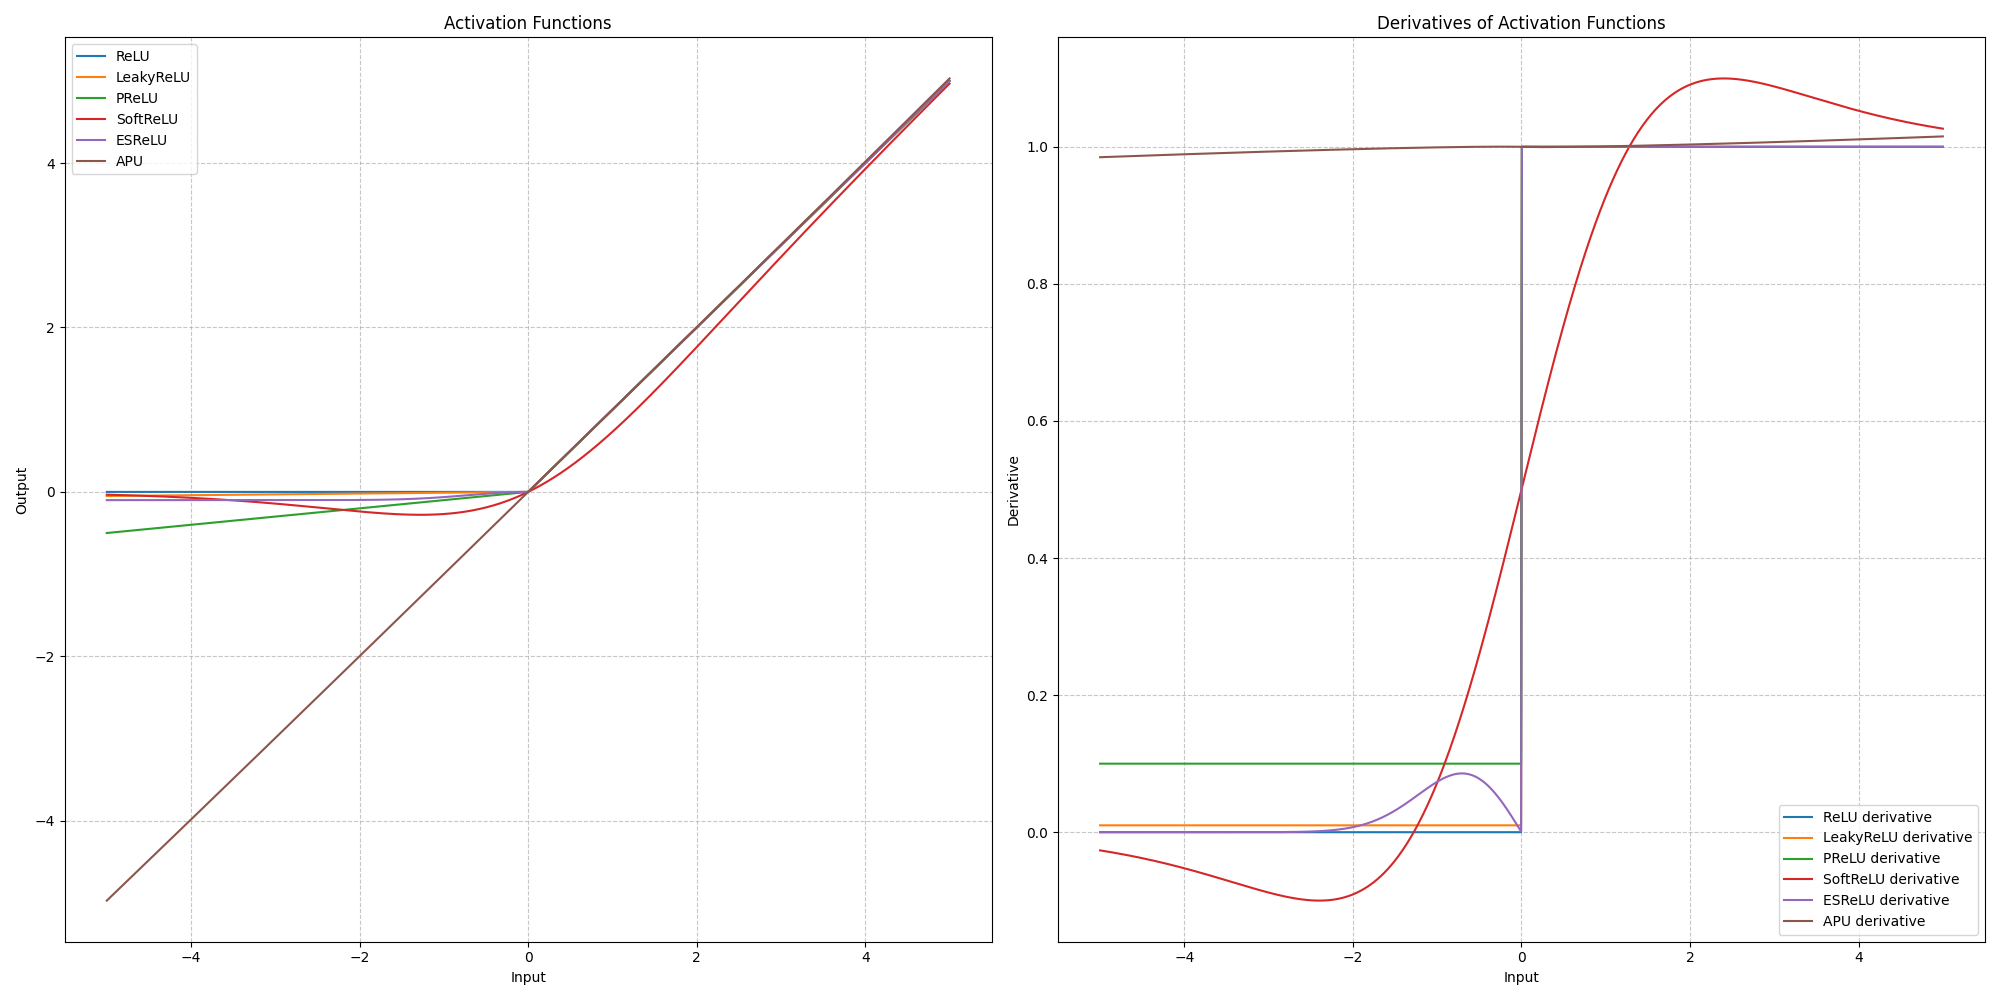 Activation Functions
ReLU
LeakyReLU
PReLU
SoftReLU
ESReLU
APU
4
2
0
−2
−4
Output
−4
−2
0
2
4
Input
Derivatives of Activation Functions
1.0
0.8
0.6
0.4
0.2
0.0
Derivative
ReLU derivative
LeakyReLU derivative
PReLU derivative
SoftReLU derivative
ESReLU derivative
APU derivative
−4
−2
0
2
4
Input